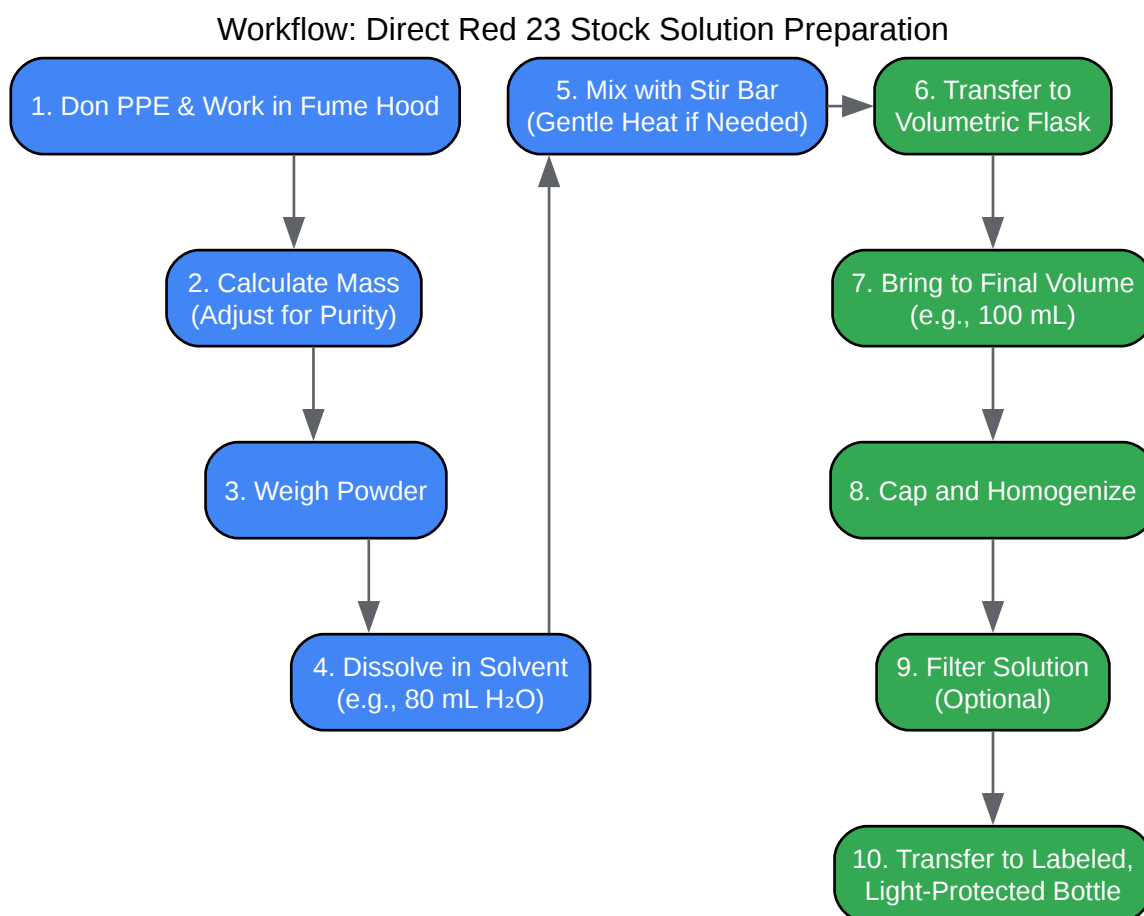 Workflow: Direct Red 23 Stock Solution Preparation
1. Don PPE & Work in Fume Hood
2. Calculate Mass
(Adjust for Purity)
3. Weigh Powder
4. Dissolve in Solvent
(e.g., 80 mL H₂O)
5. Mix with Stir Bar
(Gentle Heat if Needed)
6. Transfer to
Volumetric Flask
7. Bring to Final Volume
(e.g., 100 mL)
8. Cap and Homogenize
9. Filter Solution
(Optional)
10. Transfer to Labeled,
Light-Protected Bottle